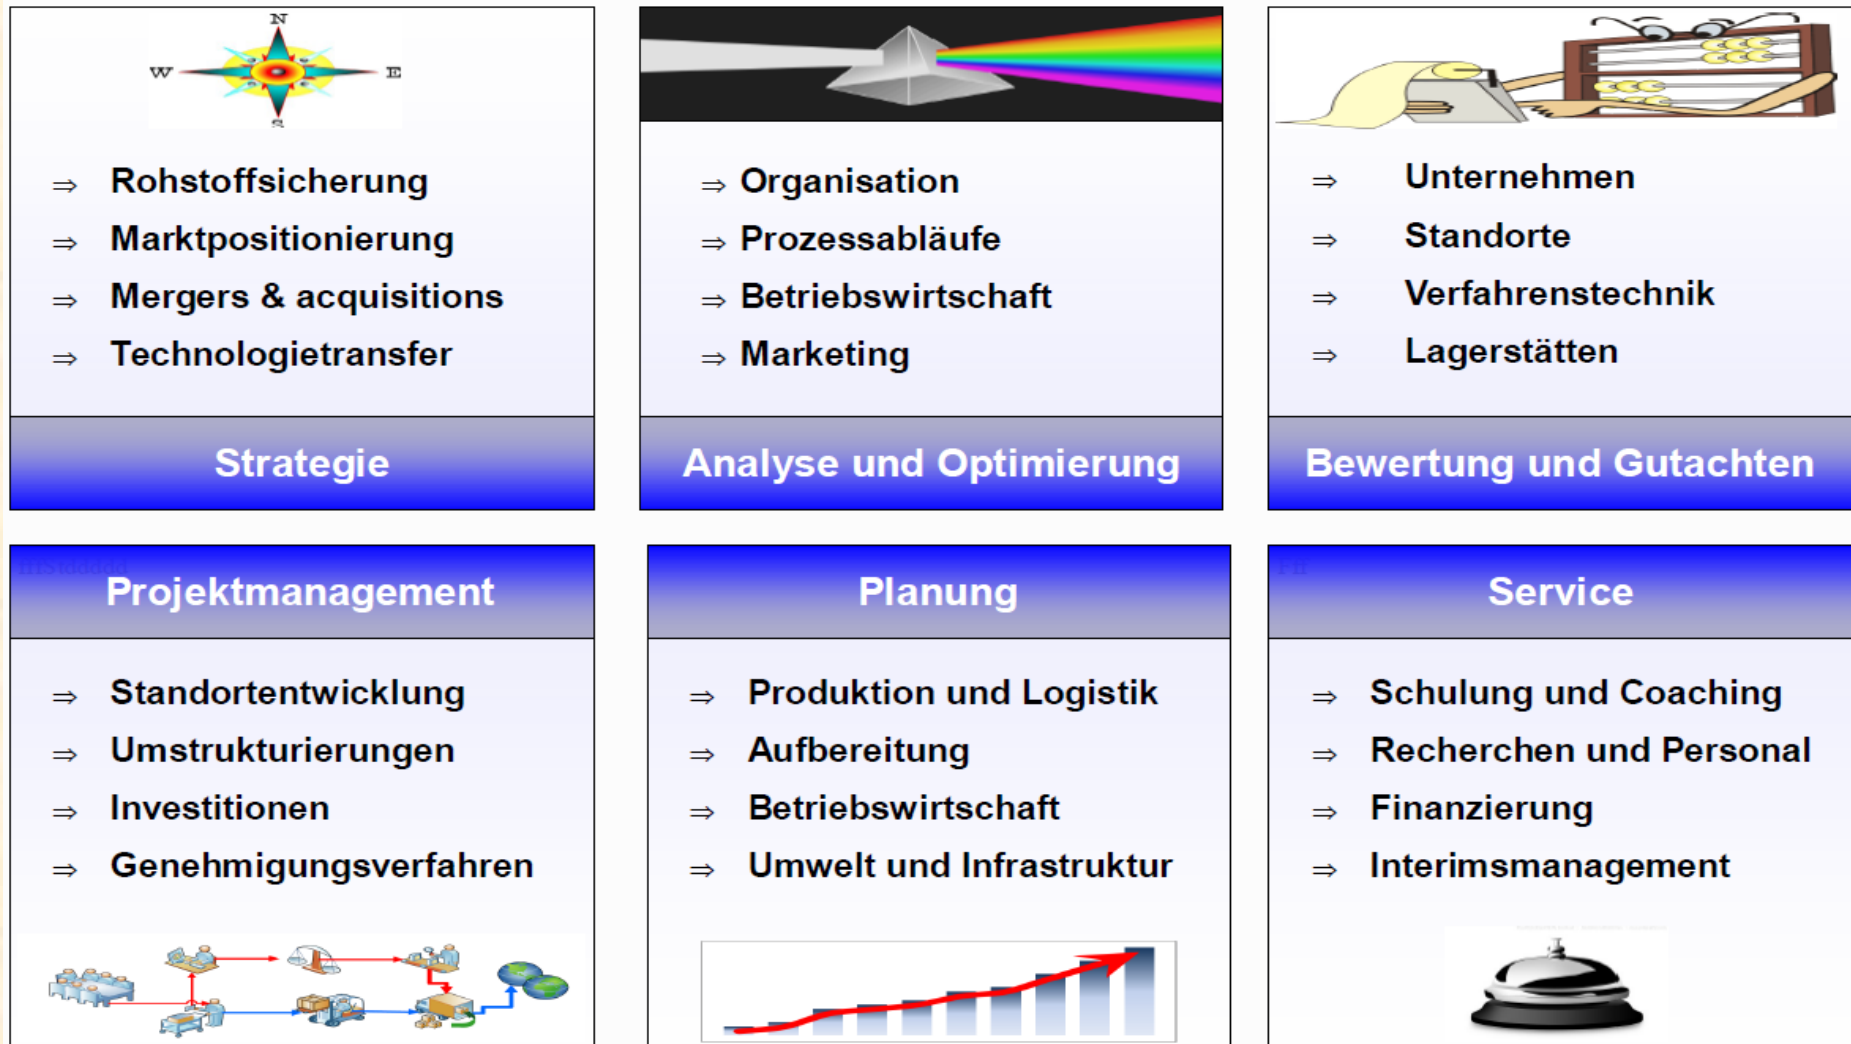 N
W E
S
⇒ Rohstoffsicherung
⇒ Marktpositionierung
⇒ Mergers & acquisitions
⇒ Technologietransfer
Strategie
⇒ Organisation
⇒ Prozessabläufe
⇒ Betriebswirtschaft
⇒ Marketing
Analyse und Optimierung
⇒ Unternehmen
⇒ Standorte
⇒ Verfahrenstechnik
⇒ Lagerstätten
Bewertung und Gutachten
Projektmanagement
⇒ Standortentwicklung
⇒ Umstrukturierungen
⇒ Investitionen
⇒ Genehmigungsverfahren
Planung
⇒ Produktion und Logistik
⇒ Aufbereitung
⇒ Betriebswirtschaft
⇒ Umwelt und Infrastruktur
Service
⇒ Schulung und Coaching
⇒ Recherchen und Personal
⇒ Finanzierung
⇒ Interimsmanagement